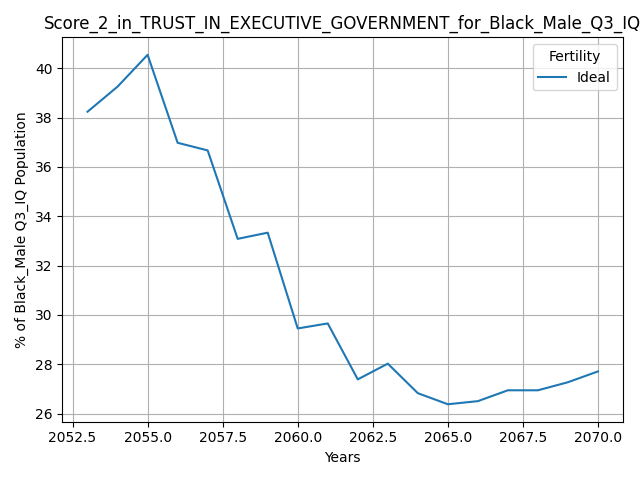 Score_2_in_TRUST_IN_EXECUTIVE_GOVERNMENT_for_Black_Male_Q3_IQ
Fertility
Ideal
% of Black_Male Q3_IQ Population
40
38
36
34
32
30
28
26
2052.5 2055.0 2057.5 2060.0 2062.5 2065.0 2067.5 2070.0
Years